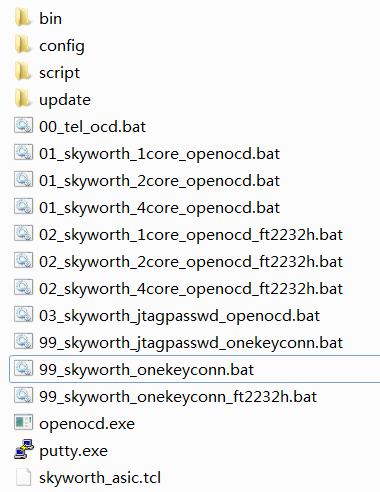 bin
config
script
update
00_tel_ocd.bat
01_skyworth_1core_openocd.bat
01_skyworth_2core_openocd.bat
01_skyworth_4core_openocd.bat
02_skyworth_1core_openocd_ft2232h.bat
02_skyworth_2core_openocd_ft2232h.bat
02_skyworth_4core_openocd_ft2232h.bat
03_skyworth_jtagpasswd_openocd.bat
99_skyworth_jtagpasswd_onekeyconn.bat
99_skyworth_onekeyconn.bat
99_skyworth_onekeyconn_ft2232h.bat
openocd.exe
putty.exe
skyworth_asic.tcl